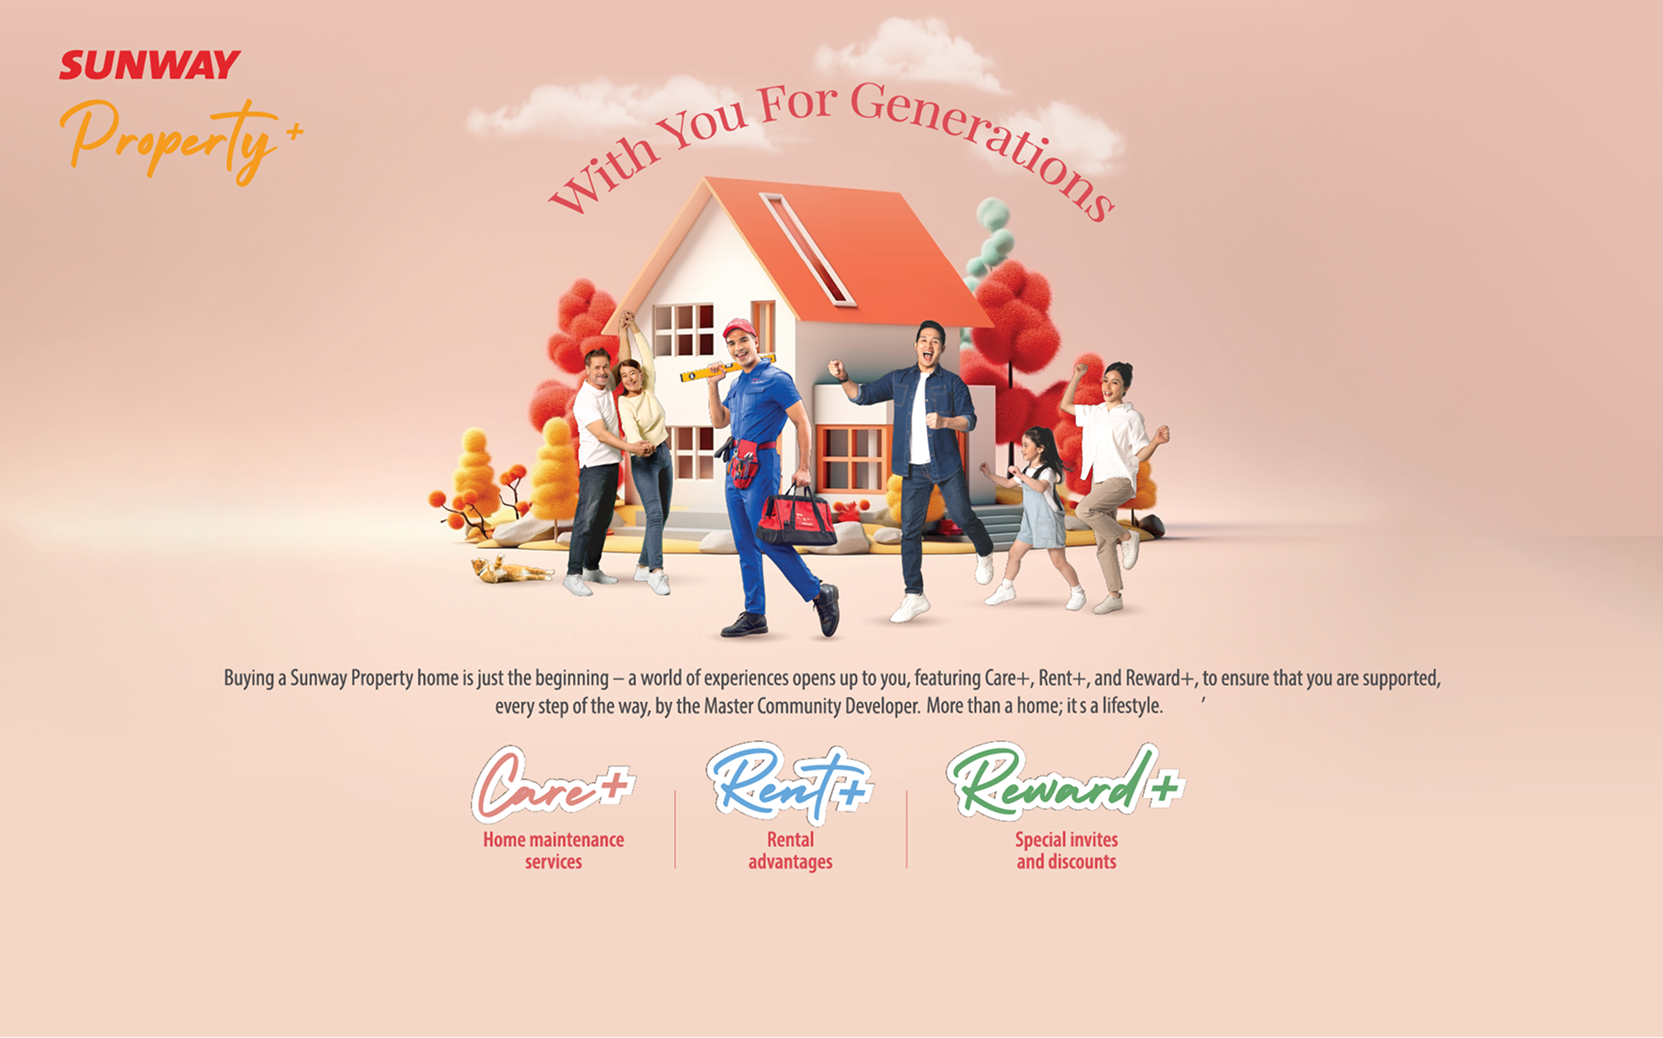 SUNWAY
Property+
With You For Generations
Buying a Sunway Property home is just the beginning – a world of experiences opens up to you, featuring Care+, Rent+, and Reward+, to ensure that you are supported,
every step of the way, by the Master Community Developer. More than a home; it s a lifestyle. ’
Care+
Home maintenance
services
Rent+
Rental
advantages
Reward+
Special invites
and discounts